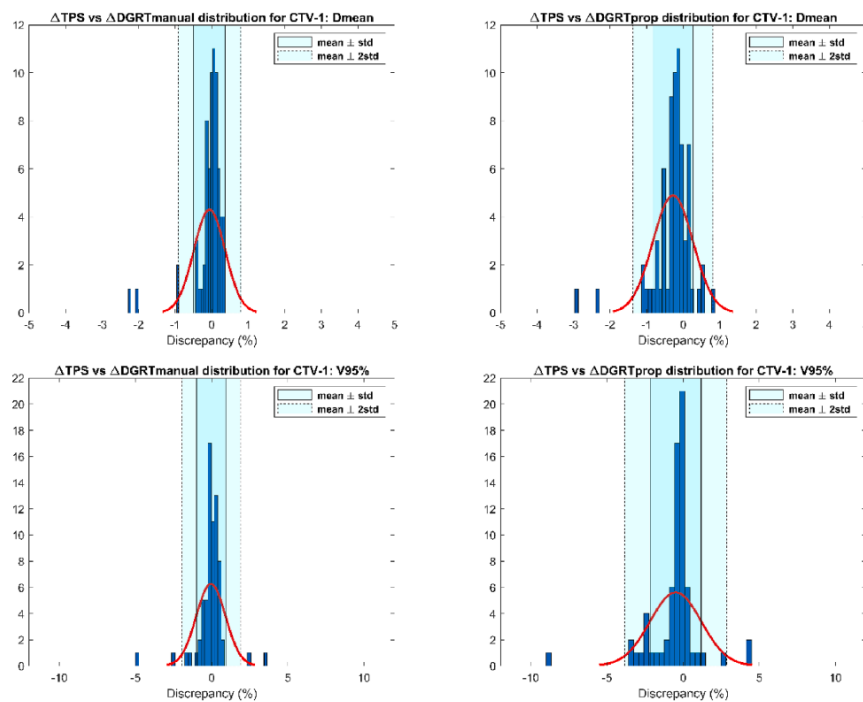 ΔTPS vs ΔDGRTmanual distribution for CTV-1: Dmean
12
10
8
6
4
2
0
-5 -4 -3 -2 -1 0 1 2 3 4 5
Discrepancy (%)
mean ± std
mean ± 2std
ΔTPS vs ΔDGRTprop distribution for CTV-1: Dmean
12
10
8
6
4
2
0
-5 -4 -3 -2 -1 0 1 2 3 4
Discrepancy (%)
mean ± std
mean ± 2std
ΔTPS vs ΔDGRTmanual distribution for CTV-1: V95%
22
20
18
16
14
12
10
8
6
4
2
0
-10 -5 0 5 10
Discrepancy (%)
mean ⊥ std
mean ⊥ 2std
ΔTPS vs ΔDGRTprop distribution for CTV-1: V95%
22
20
18
16
14
12
10
8
6
4
2
0
-10 -5 0 5 10
Discrepancy (%)
mean ⊥ std
mean ⊥ 2std